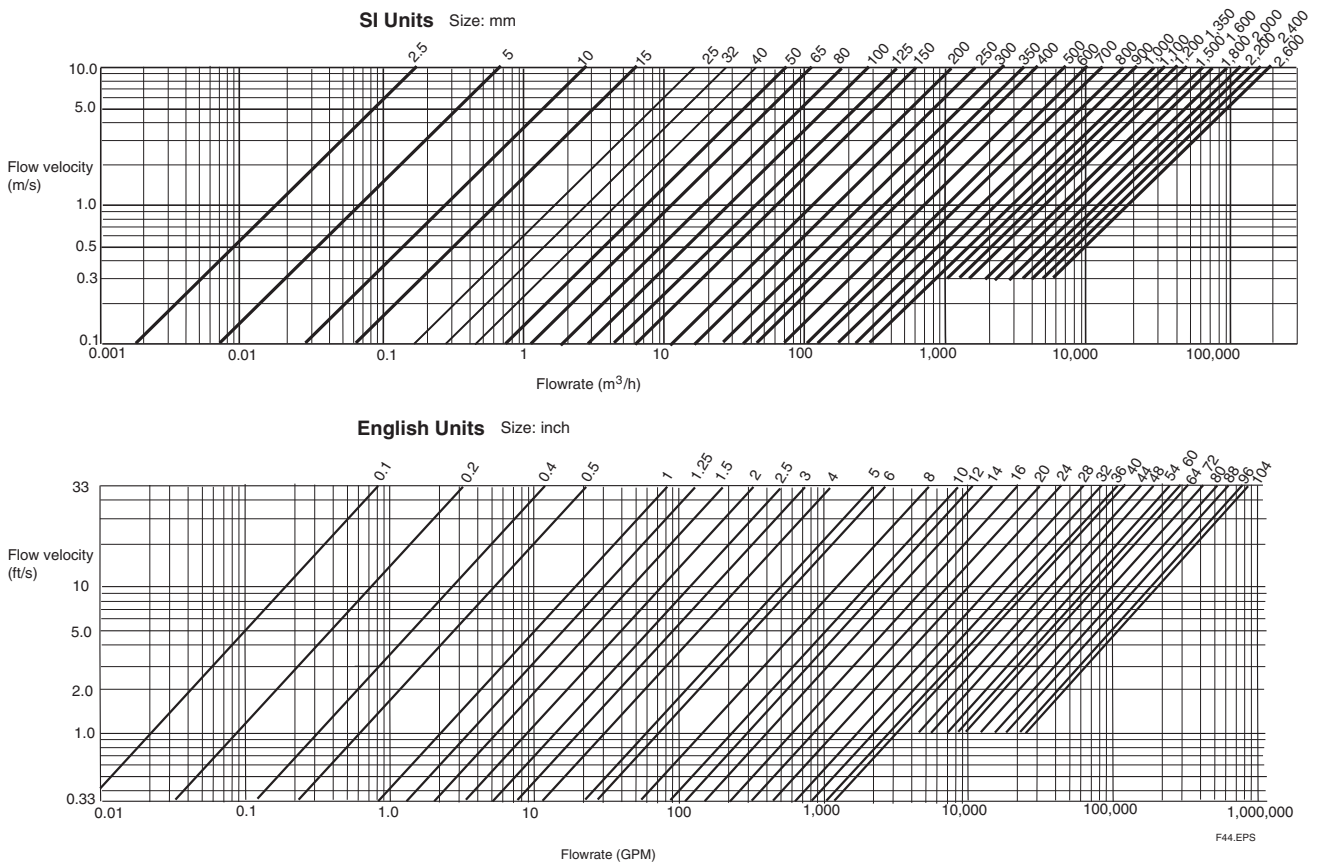 SI Units Size: mm
2.5 5 10 15 25 32 40 50 65 80 100 125 150 200 250 300 350 400 500 600 700 800 900 1,000 1,100 1,200 1,350 1,500 1,600 1,800 2,000 2,200 2,400 2,600
10.0
5.0
Flow velocity
(m/s)
1.0
0.5
0.3
0.1
0.001 0.01 0.1 1 10 100 1,000 10,000 100,000
Flowrate (m3/h)
English Units Size: inch
0.1 0.2 0.4 0.5 1 1.25 1.5 2 2.5 3 4 5 6 8 10 12 14 16 20 24 28 32 36 40 44 48 54 60 64 72 80 88 96 104
33
Flow velocity
(ft/s)
10
5.0
2.0
1.0
0.33
0.01 0.1 1.0 10 100 1,000 10,000 100,000 1,000,000
F44.EPS
Flowrate (GPM)